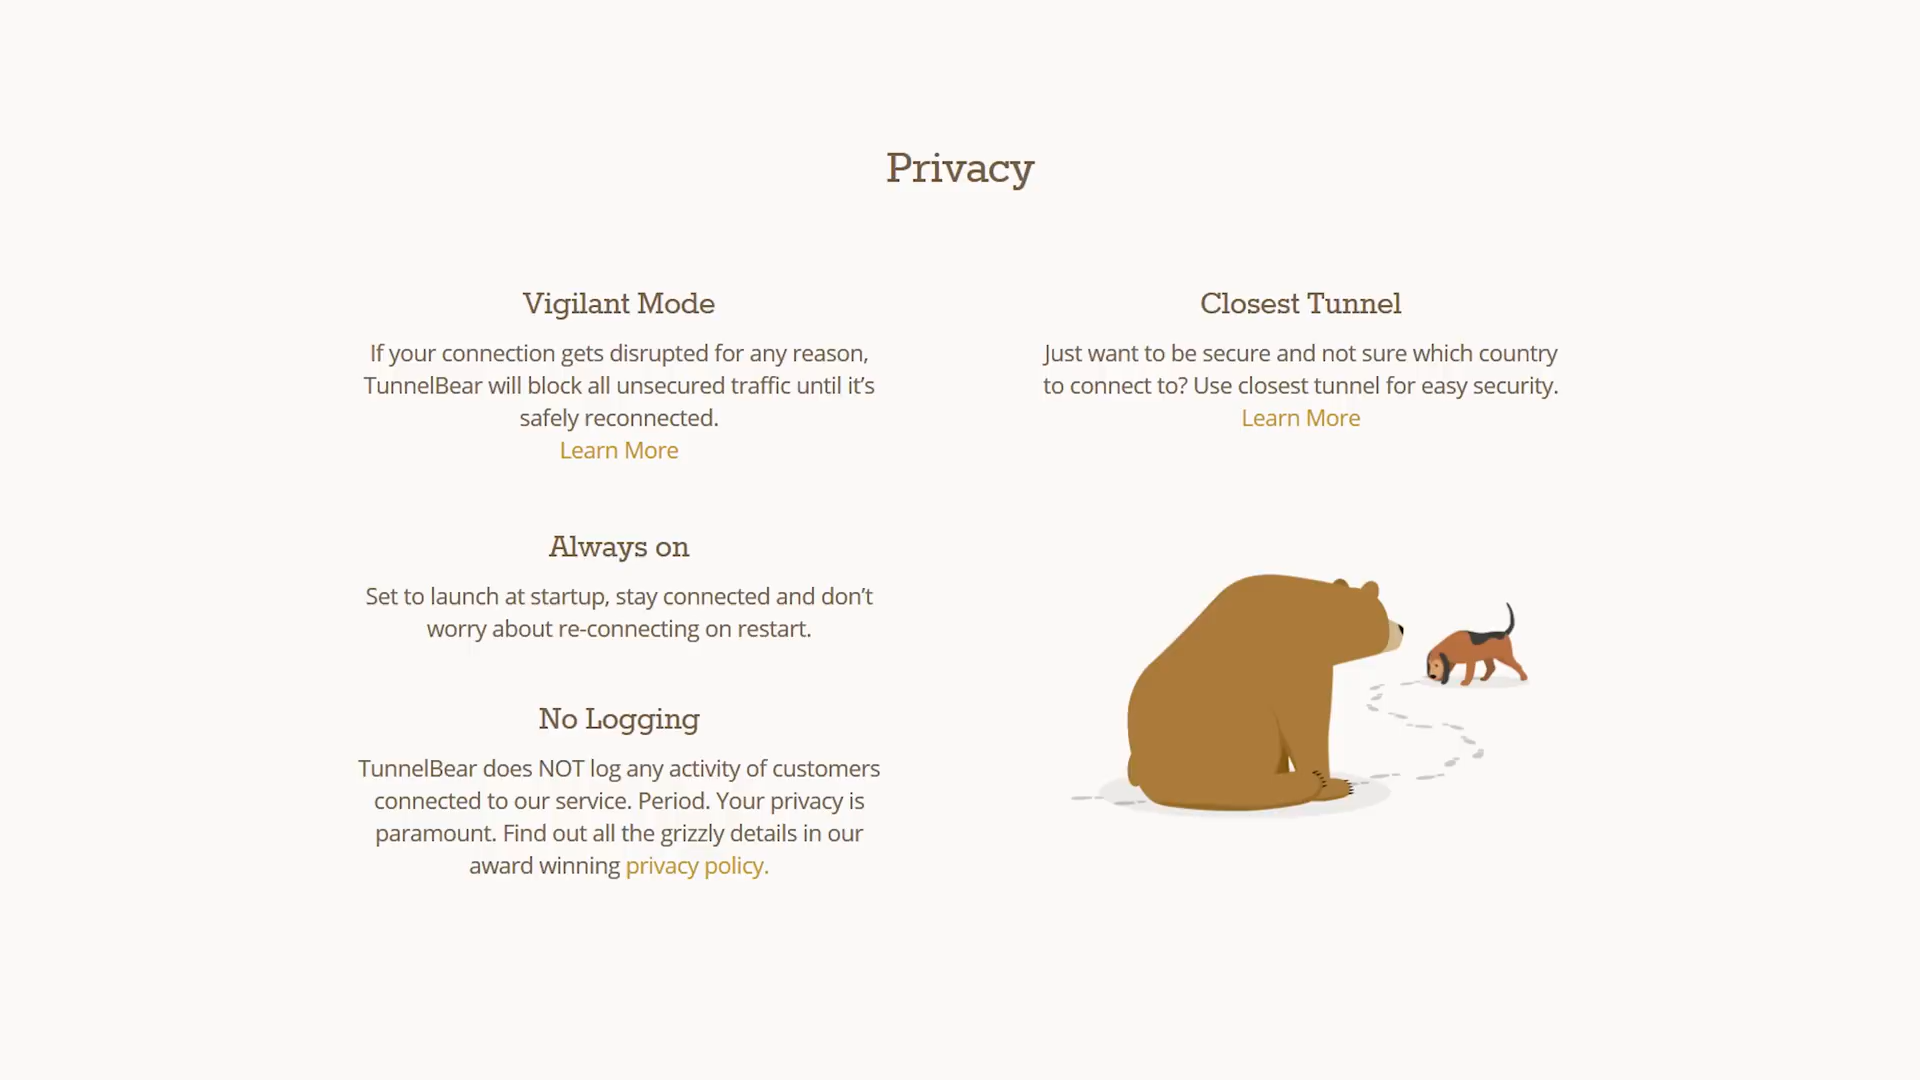 Privacy
Vigilant Mode
If your connection gets disrupted for any reason,
TunnelBear will block all unsecured traffic until it’s
safely reconnected.
Learn More
Closest Tunnel
Just want to be secure and not sure which country
to connect to? Use closest tunnel for easy security.
Learn More
Always on
Set to launch at startup, stay connected and don’t
worry about re-connecting on restart.
No Logging
TunnelBear does NOT log any activity of customers
connected to our service. Period. Your privacy is
paramount. Find out all the grizzly details in our
award winning privacy policy.